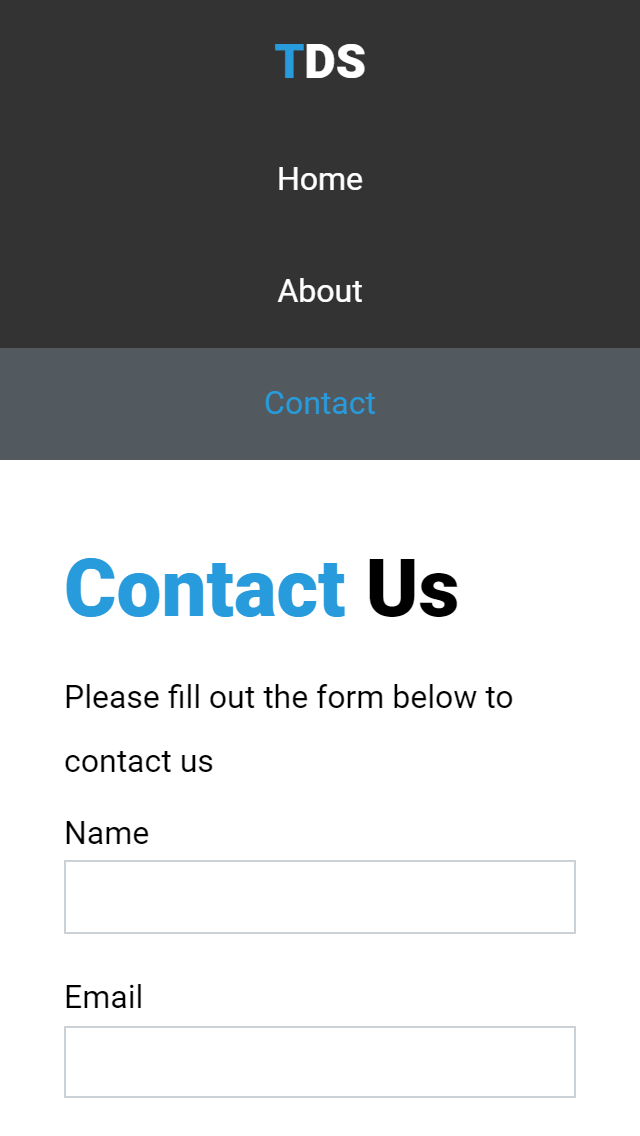 TDS
Home
About
Contact
Contact Us
Please fill out the form below to
contact us
Name
Email